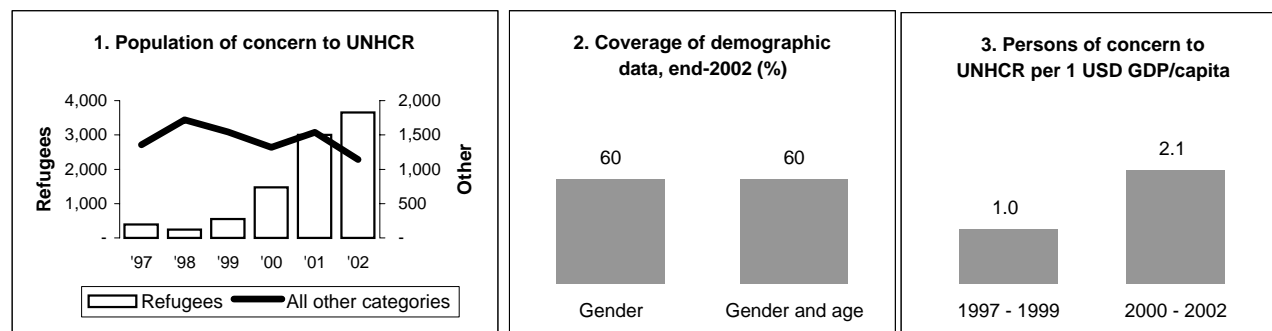 1. Population of concern to UNHCR
4,000
3,000
2,000
1,000
-
Refugees
2,000
1,500
1,000
500
-
Other
'97 '98 '99 '00 '01 '02
Refugees All other categories
2. Coverage of demographic
data, end-2002 (%)
60 60
Gender Gender and age
3. Persons of concern to
UNHCR per 1 USD GDP/capita
1.0 2.1
1997 - 1999 2000 - 2002